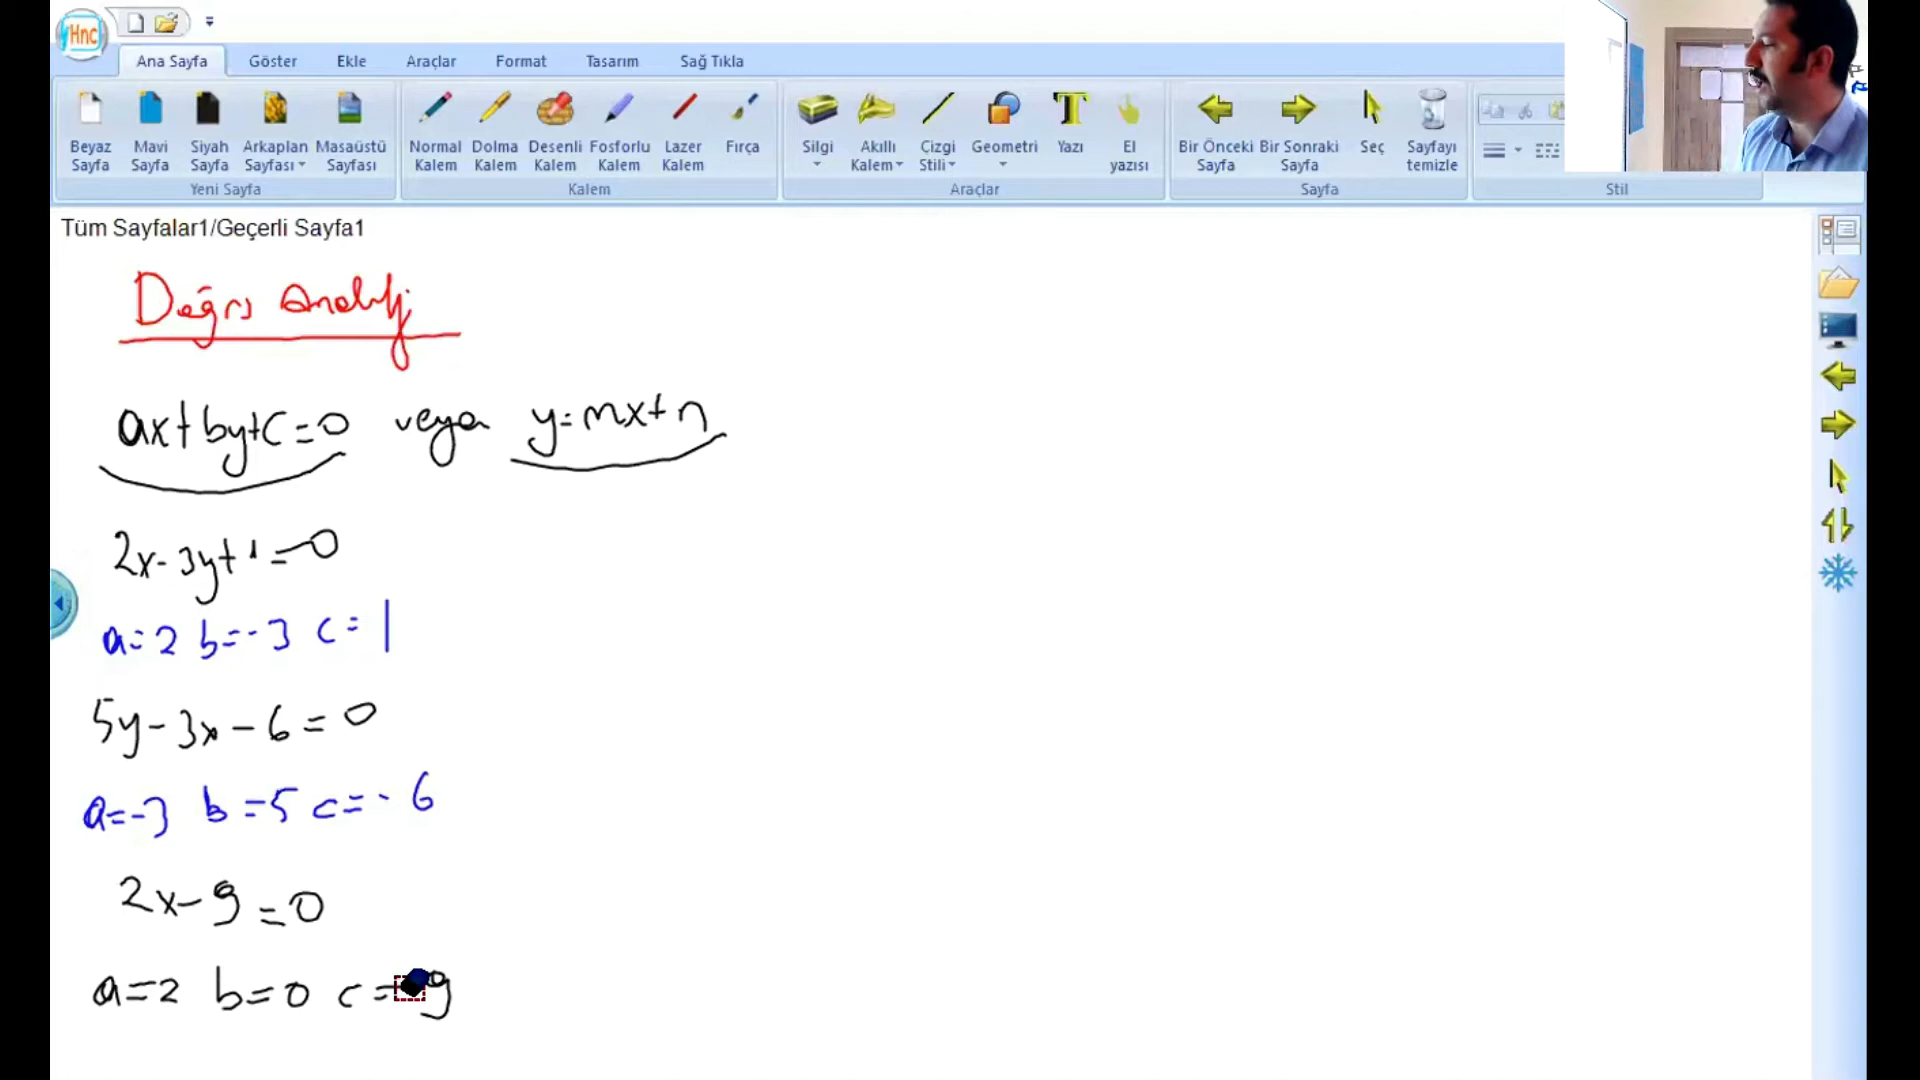 Hnc
Ana Sayfa Göster Ekle Araçlar Format Tasarım Sağ Tıkla
Beyaz Sayfa Mavi Sayfa Siyah Sayfa Arkaplan Sayfası Masaüstü Sayfası Normal Kalem Dolma Kalem Desenli Kalem Fosforlu Kalem Lazer Kalem Fırça Silgi Akıllı Kalem Çizgi Stili Geometri Yazı El yazısı Bir Önceki Sayfa Bir Sonraki Sayfa Seç Sayfayı temizle
Yeni Sayfa Kalem Araçlar Sayfa Stil
Tüm Sayfalar1/Geçerli Sayfa1
Doğru Analitiği
ax+by+c=0 veya y=mx+n
2x-3y+1=0
a=2 b=-3 c=1
5y-3x-6=0
a=-3 b=5 c=-6
2x-9=0
a=2 b=0 c=-9